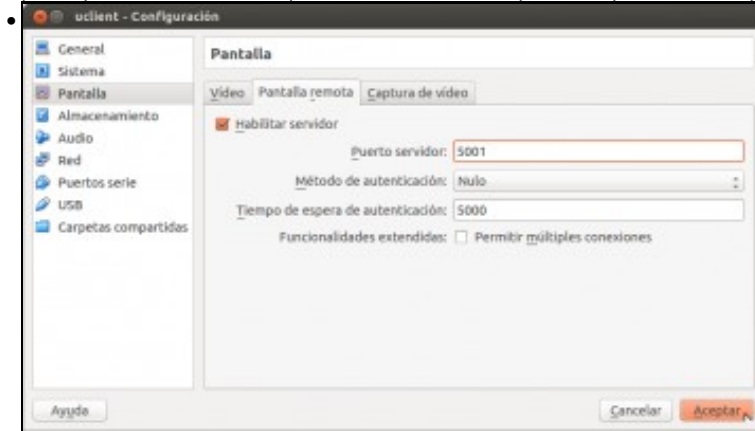 uclient - Configuración
General
Sistema
Pantalla
Almacenamiento
Audio
Red
Puertos serie
USB
Carpetas compartidas
Pantalla
Vídeo Pantalla remota Captura de vídeo
Habilitar servidor
Puerto servidor: 5001
Método de autenticación: Nulo
Tiempo de espera de autenticación: 5000
Funcionalidades extendidas: Permitir múltiples conexiones
Ayuda Cancelar Aceptar